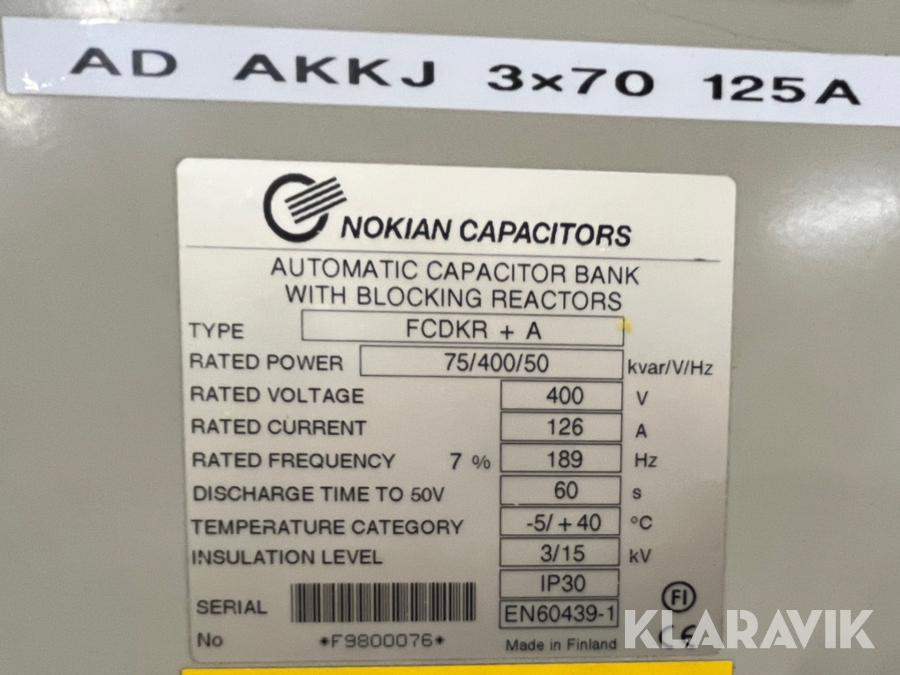 AD AKKJ 3x70 125A
NOKIAN CAPACITORS
AUTOMATIC CAPACITOR BANK
WITH BLOCKING REACTORS
TYPE FCDKR + A
RATED POWER 75/400/50 kvar/V/Hz
RATED VOLTAGE 400 V
RATED CURRENT 126 A
RATED FREQUENCY 7 % 189 Hz
DISCHARGE TIME TO 50V 60 s
TEMPERATURE CATEGORY -5/ + 40 °C
INSULATION LEVEL 3/15 kV
IP30
SERIAL EN60439-1 FI
No *F9800076* Made in Finland CE
KLARAVIK